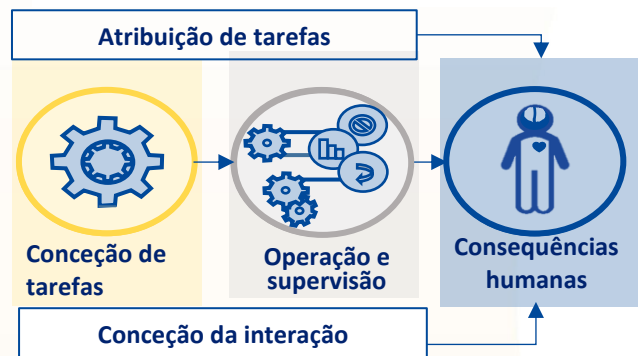 Atribuição de tarefas
Conceção de
tarefas
Operação e
supervisão
Consequências
humanas
Conceção da interação